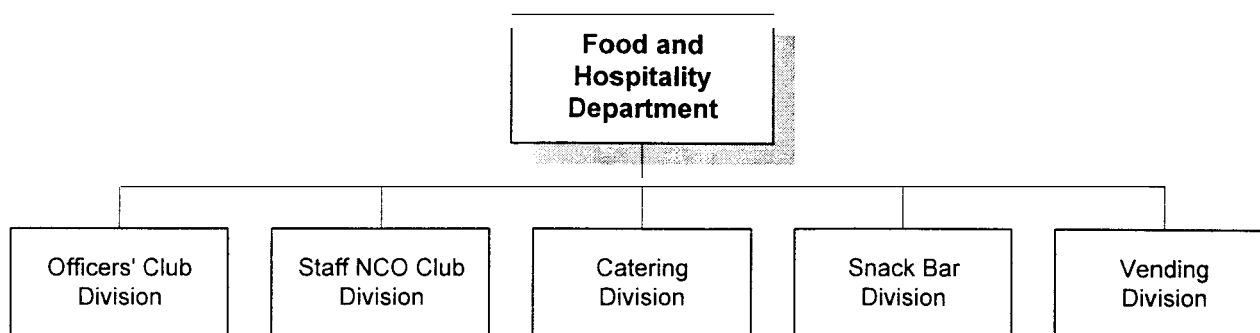 Food and
Hospitality
Department
Officers' Club
Division
Staff NCO Club
Division
Catering
Division
Snack Bar
Division
Vending
Division